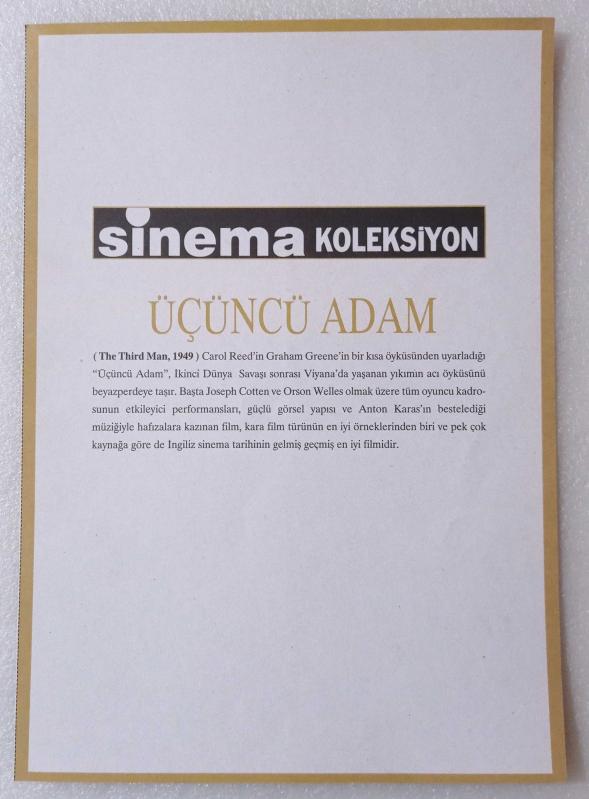 sinema KOLEKSİYON
ÜÇÜNCÜ ADAM
( The Third Man, 1949 ) Carol Reed'in Graham Greene'in bir kısa öyküsünden uyarladığı
“Üçüncü Adam”, Ikinci Dünya Savaşı sonrası Viyana'da yaşanan yıkımın acı öyküsünü
beyazperdeye taşır. Başta Joseph Cotten ve Orson Welles olmak üzere tüm oyuncu kadro-
sunun etkileyici performansları, güçlü görsel yapısı ve Anton Karas'ın bestelediği
müziğiyle hafızalara kazınan film, kara film türünün en iyi örneklerinden biri ve pek çok
kaynağa göre de Ingiliz sinema tarihinin gelmiş geçmiş en iyi filmidir.